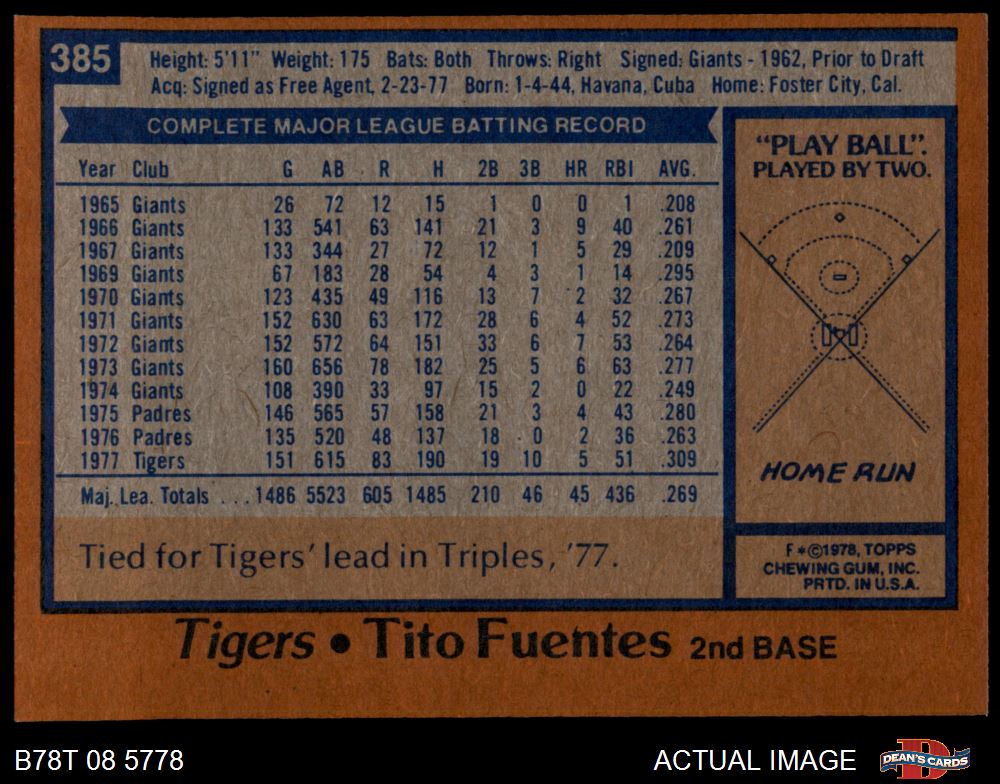 385
Height: 5'11" Weight: 175 Bats: Both Throws: Right Signed: Giants - 1962, Prior to Draft
Acq: Signed as Free Agent, 2-23-77 Born: 1-4-44, Havana, Cuba Home: Foster City, Cal.
COMPLETE MAJOR LEAGUE BATTING RECORD
Year Club G AB R H 2B 3B HR RBI AVG.
1965 Giants 26 72 12 15 1 0 0 1 .208
1966 Giants 133 541 63 141 21 3 9 40 .261
1967 Giants 133 344 27 72 12 1 5 29 .209
1969 Giants 67 183 28 54 4 3 1 14 .295
1970 Giants 123 435 49 116 13 7 2 32 .267
1971 Giants 152 630 63 172 28 6 4 52 .273
1972 Giants 152 572 64 151 33 6 7 53 .264
1973 Giants 160 656 78 182 25 5 6 63 .277
1974 Giants 108 390 33 97 15 2 0 22 .249
1975 Padres 146 565 57 158 21 3 4 43 .280
1976 Padres 135 520 48 137 18 0 2 36 .263
1977 Tigers 151 615 83 190 19 10 5 51 .309
Maj. Lea. Totals ...1486 5523 605 1485 210 46 45 436 .269
Tied for Tigers' lead in Triples, '77.
"PLAY BALL".
PLAYED BY TWO.
HOME RUN
F*©1978, TOPPS
CHEWING GUM, INC.
PRTD. IN U.S.A.
Tigers • Tito Fuentes 2nd BASE
B78T 08 5778
ACTUAL IMAGE
DEAN'S CARDS